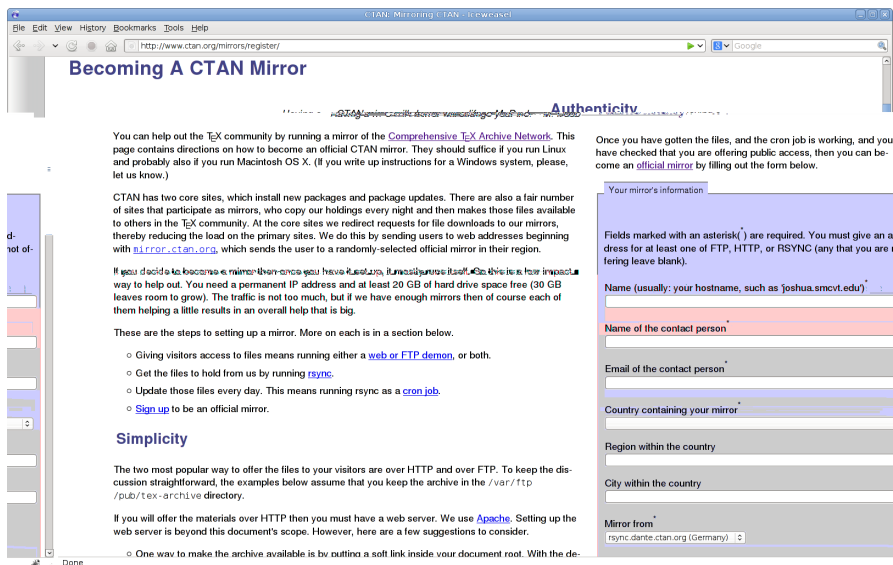 CTAN: Mirroring CTAN - Iceweasel
File Edit View History Bookmarks Tools Help
http://www.ctan.org/mirrors/register/
Google
Becoming A CTAN Mirror
You can help out the TEX community by running a mirror of the Comprehensive TEX Archive Network. This
page contains directions on how to become an official CTAN mirror. They should suffice if you run Linux
and probably also if you run Macintosh OS X. (If you write up instructions for a Windows system, please,
let us know.)
CTAN has two core sites, which install new packages and package updates. There are also a fair number
of sites that participate as mirrors, who copy our holdings every night and then makes those files available
to others in the TEX community. At the core sites we redirect requests for file downloads to our mirrors,
thereby reducing the load on the primary sites. We do this by sending users to web addresses beginning
with mirror.ctan.org, which sends the user to a randomly-selected official mirror in their region.
If you decide to become a mirror then once you have it set up, it mostly runs itself. So this is a low impact
way to help out. You need a permanent IP address and at least 20 GB of hard drive space free (30 GB
leaves room to grow). The traffic is not too much, but if we have enough mirrors then of course each of
them helping a little results in an overall help that is big.
These are the steps to setting up a mirror. More on each is in a section below.
Giving visitors access to files means running either a web or FTP demon, or both.
Get the files to hold from us by running rsync.
Update those files every day. This means running rsync as a cron job.
Sign up to be an official mirror.
Simplicity
The two most popular way to offer the files to your visitors are over HTTP and over FTP. To keep the dis-
cussion straightforward, the examples below assume that you keep the archive in the /var/ftp
/pub/tex-archive directory.
If you will offer the materials over HTTP then you must have a web server. We use Apache. Setting up the
web server is beyond this document's scope. However, here are a few suggestions to consider.
One way to make the archive available is by putting a soft link inside your document root. With the de-
Authenticity
Once you have gotten the files, and the cron job is working, and you
have checked that you are offering public access, then you can be-
come an official mirror by filling out the form below.
Your mirror's information
Fields marked with an asterisk(*) are required. You must give an a
dress for at least one of FTP, HTTP, or RSYNC (any that you are
fering leave blank).
Name (usually: your hostname, such as 'joshua.smcvt.edu')*
Name of the contact person*
Email of the contact person*
Country containing your mirror*
Region within the country
City within the country
Mirror from*
rsync.dante.ctan.org (Germany)
d-
not of-
Done